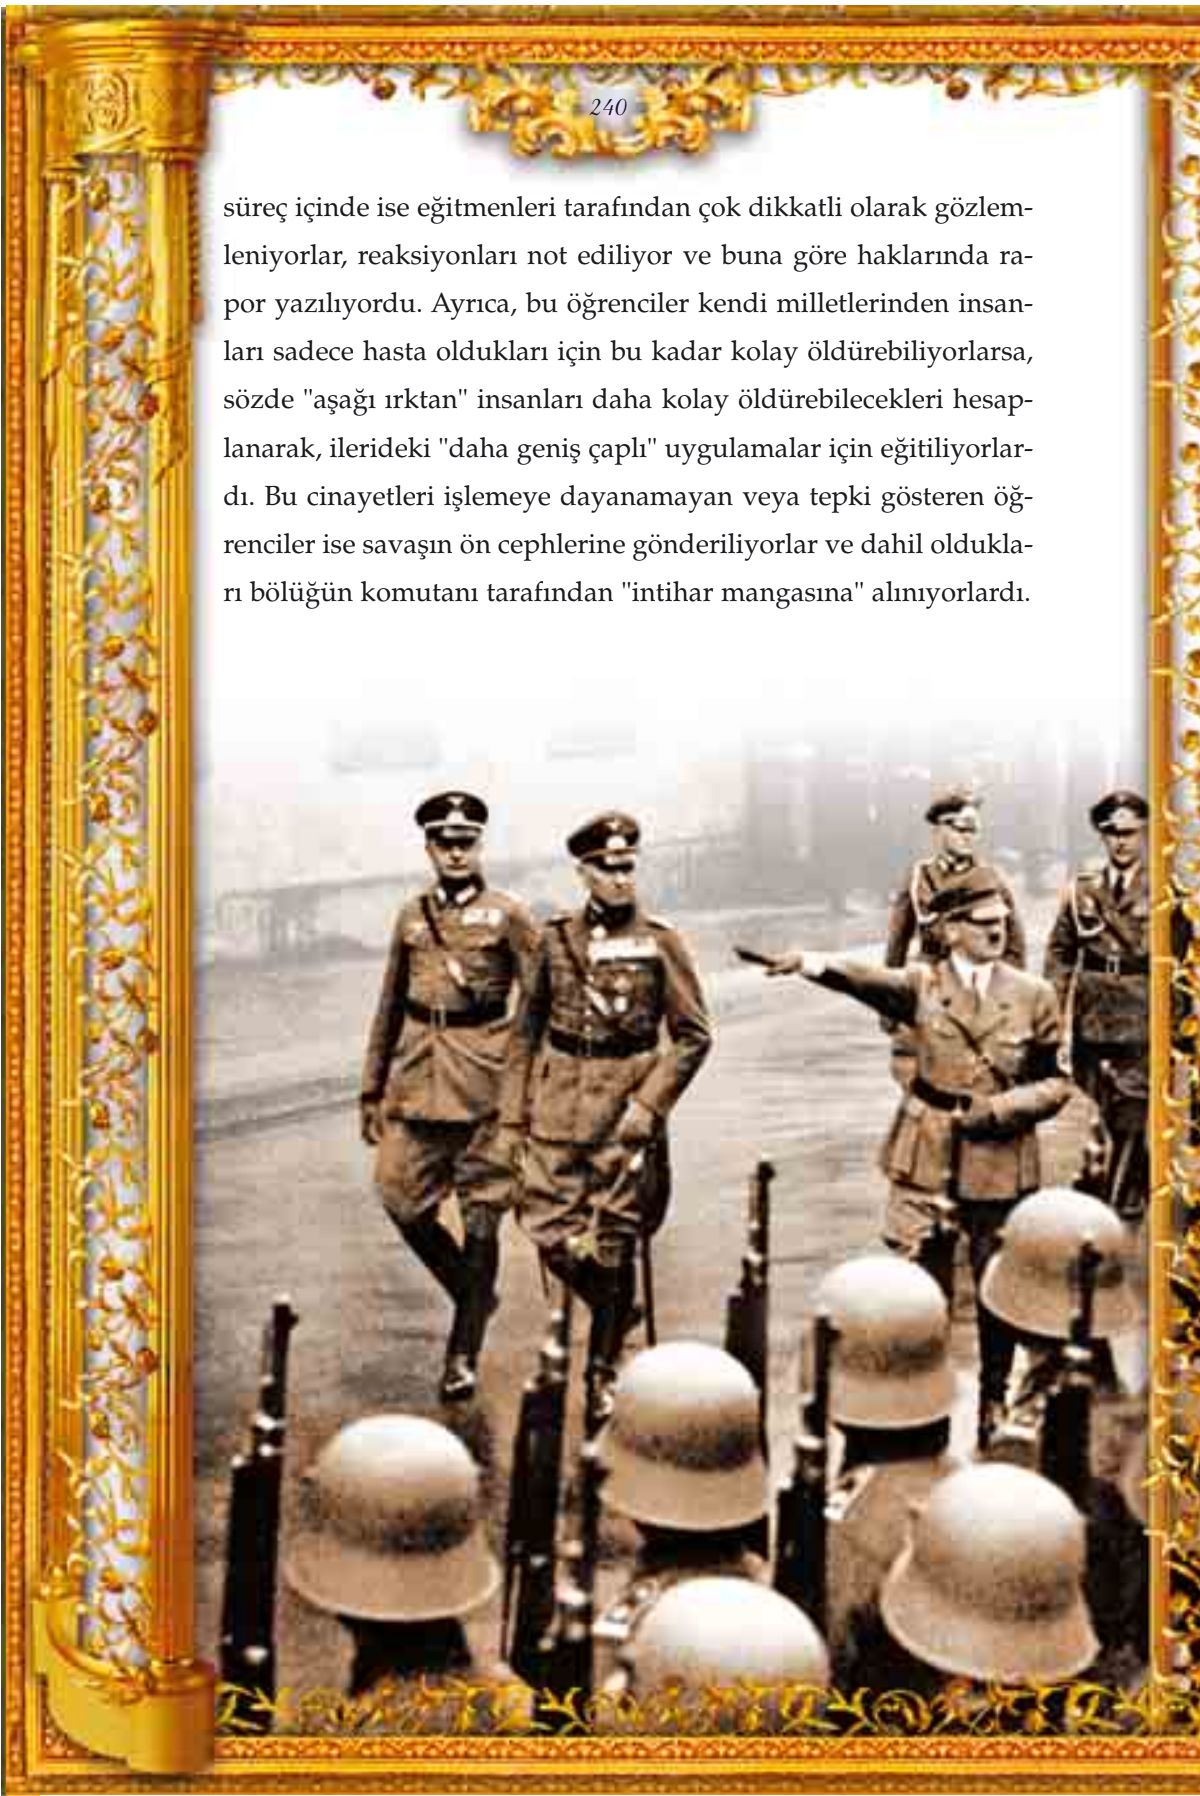 240
süreç içinde ise eğitmenleri tarafından çok dikkatli olarak gözlem-
leniyorlar, reaksiyonları not ediliyor ve buna göre haklarında ra-
por yazılıyordu. Ayrıca, bu öğrenciler kendi milletlerinden insan-
ları sadece hasta oldukları için bu kadar kolay öldürebiliyorlarsa,
sözde "aşağı ırktan" insanları daha kolay öldürebilecekleri hesap-
lanarak, ilerideki "daha geniş çaplı" uygulamalar için eğitiliyorlar-
dı. Bu cinayetleri işlemeye dayanamayan veya tepki gösteren öğ-
renciler ise savaşın ön cephlerine gönderiliyorlar ve dahil oldukla-
rı bölüğün komutanı tarafından "intihar mangasına" alınıyorlardı.